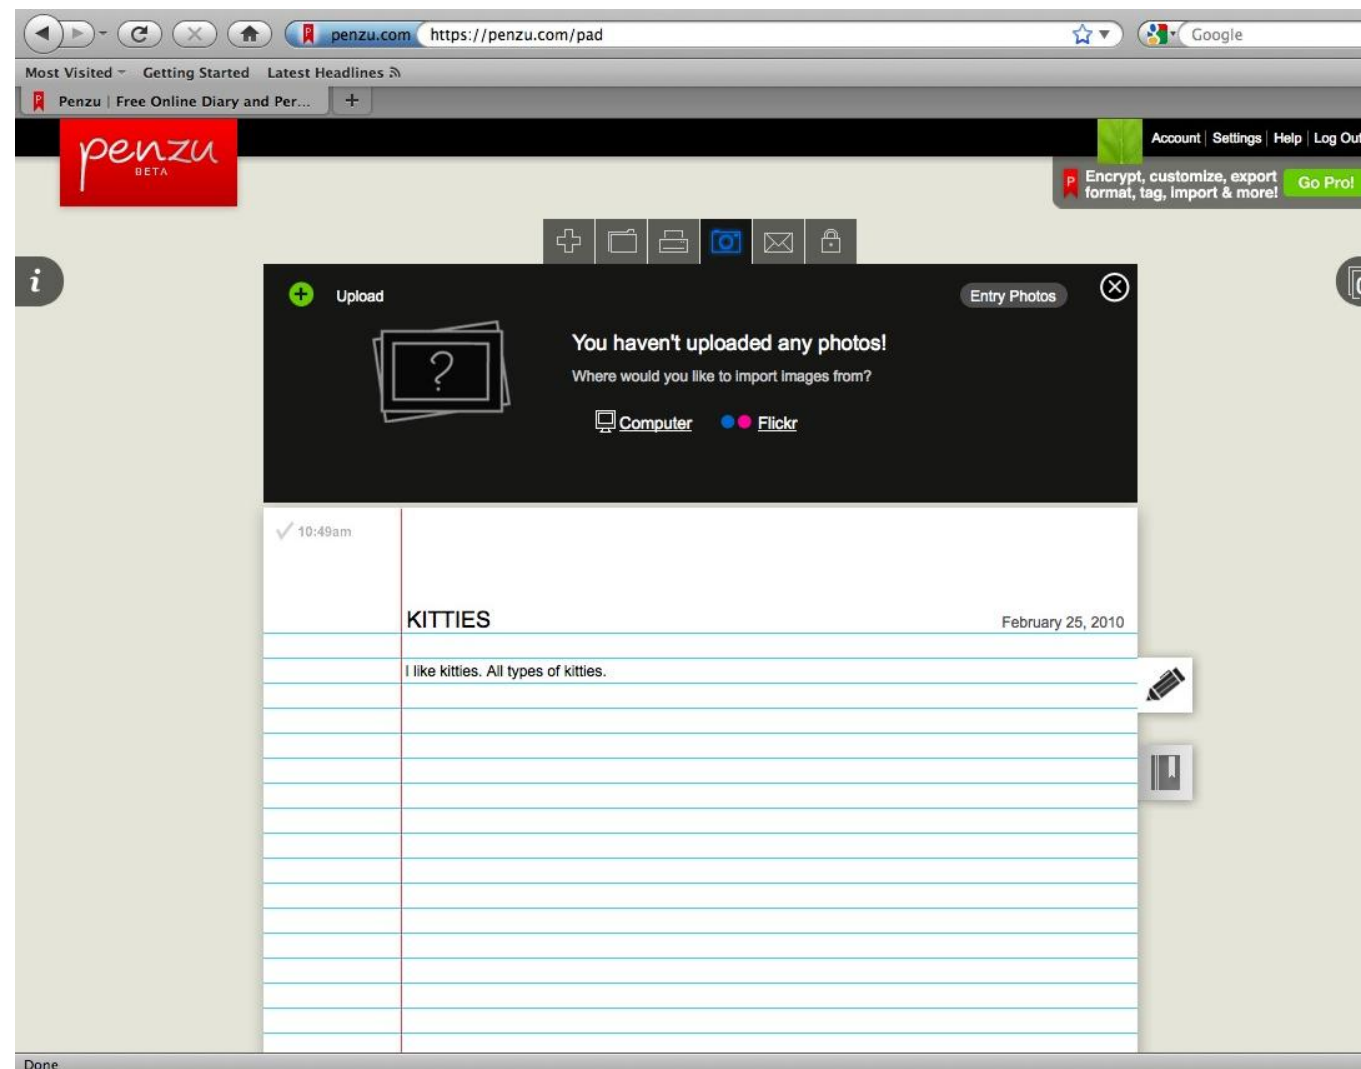 penzu.com https://penzu.com/pad
Google
Most Visited Getting Started Latest Headlines
Penzu | Free Online Diary and Per... +
penzu
BETA
Account | Settings | Help | Log Out
P Encrypt, customize, export
format, tag, import & more!
Go Pro!
i
Upload
Entry Photos
?
You haven't uploaded any photos!
Where would you like to import images from?
Computer Flickr
10:49am
KITTIES
February 25, 2010
I like kitties. All types of kitties.
Done